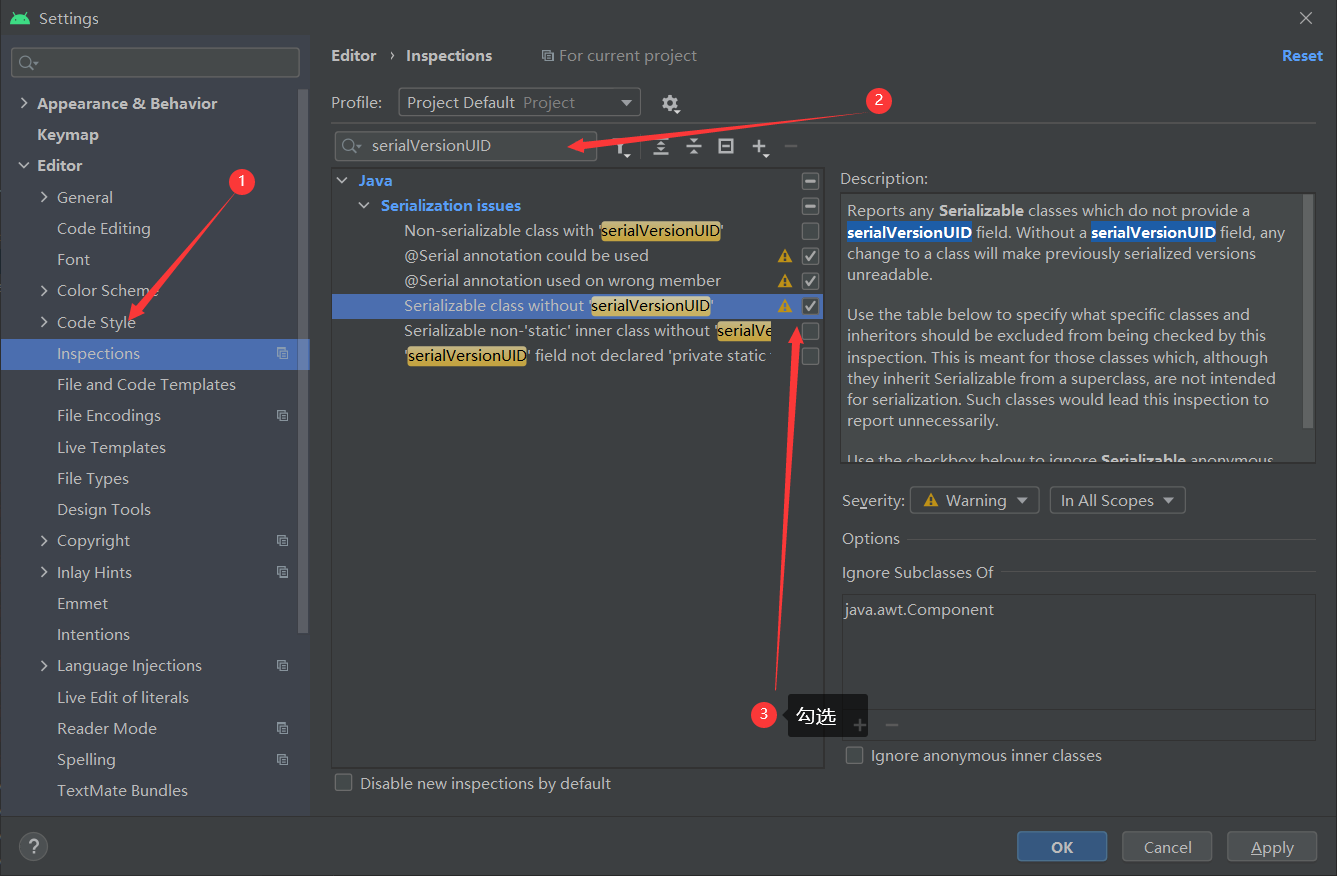 Settings
Editor › Inspections For current project Reset
Profile: Project Default Project
serialVersionUID
Appearance & Behavior
Keymap
Editor
General
Code Editing
Font
Color Scheme
Code Style
Inspections
File and Code Templates
File Encodings
Live Templates
File Types
Design Tools
Copyright
Inlay Hints
Emmet
Intentions
Language Injections
Live Edit of literals
Reader Mode
Spelling
TextMate Bundles
1
2
Java
Serialization issues
Non-serializable class with 'serialVersionUID'
@Serial annotation could be used
@Serial annotation used on wrong member
Serializable class without 'serialVersionUID'
Serializable non-'static' inner class without 'serialVe
'serialVersionUID' field not declared 'private static
3 勾选
Disable new inspections by default
Description:
Reports any Serializable classes which do not provide a
serialVersionUID field. Without a serialVersionUID field, any
change to a class will make previously serialized versions
unreadable.
Use the table below to specify what specific classes and
inheritors should be excluded from being checked by this
inspection. This is meant for those classes which, although
they inherit Serializable from a superclass, are not intended
for serialization. Such classes would lead this inspection to
report unnecessarily.
Use the checkbox below to ignore Serializable anonymous
Severity: Warning In All Scopes
Options
Ignore Subclasses Of
java.awt.Component
Ignore anonymous inner classes
? OK Cancel Apply